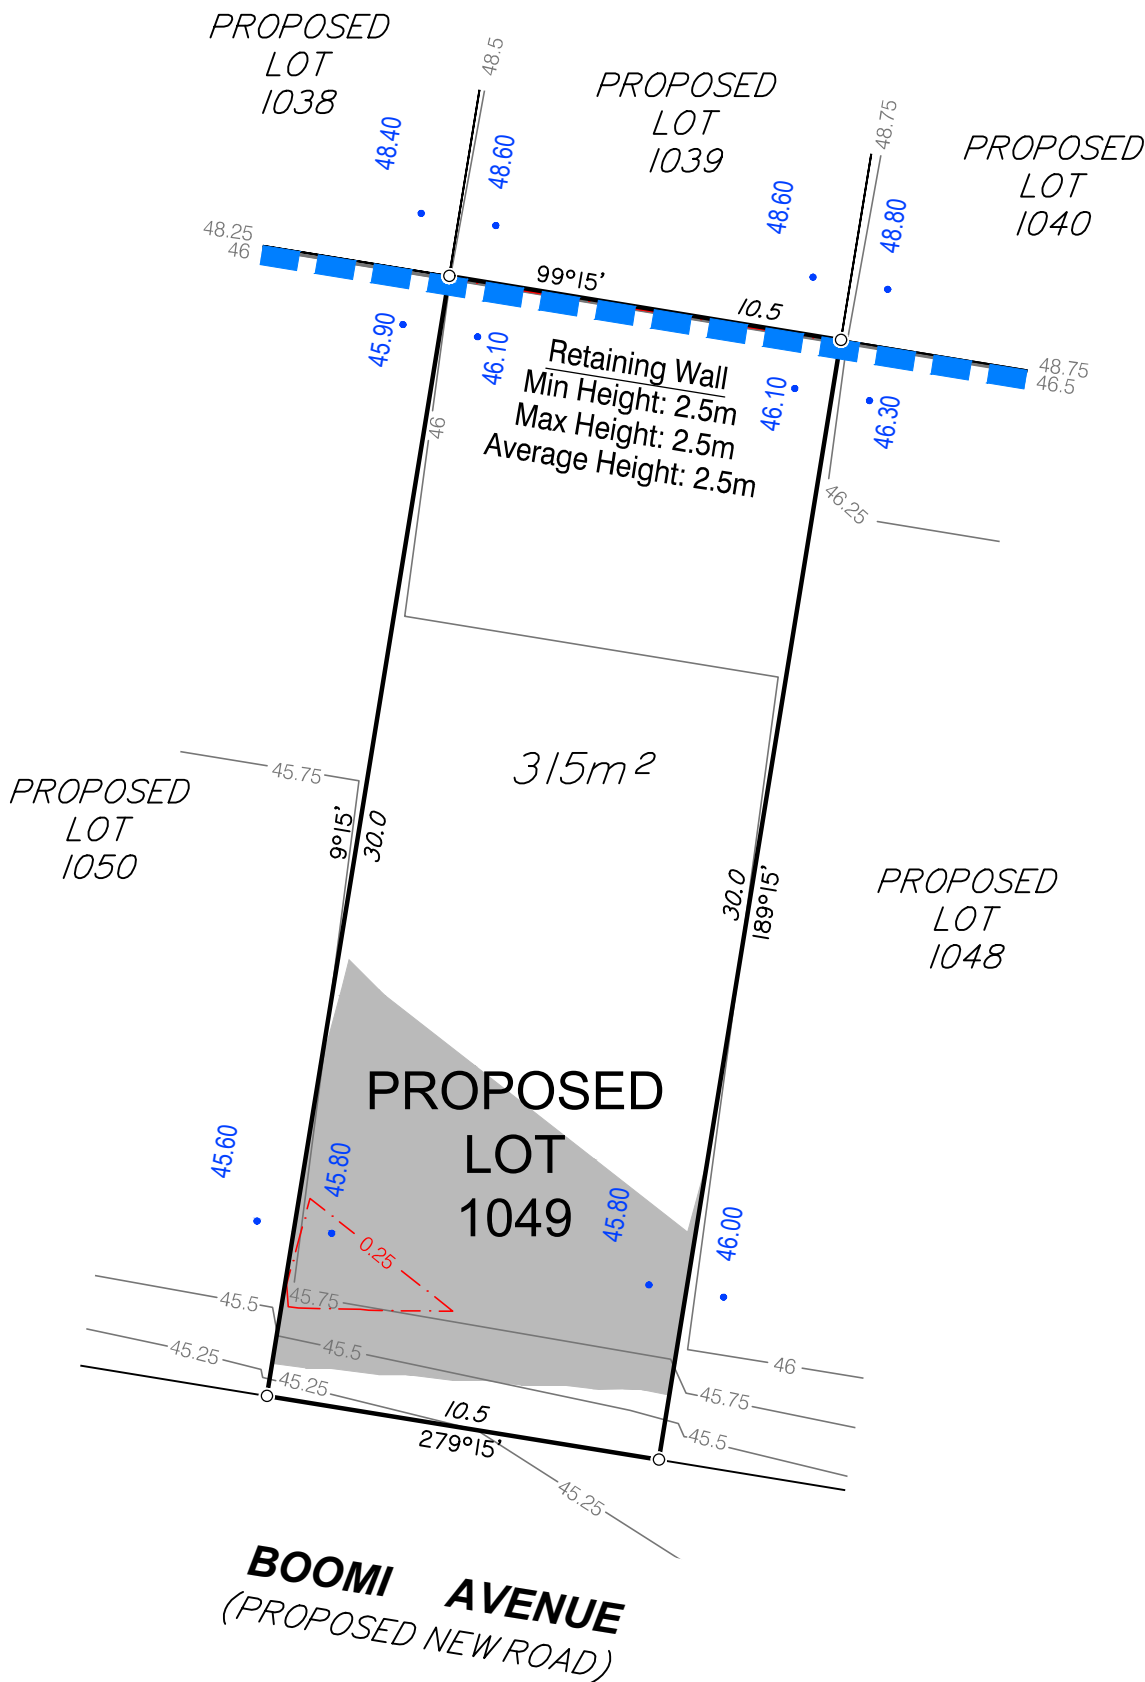 PROPOSED
LOT
1038
48.5
PROPOSED
LOT
1039
48.75
PROPOSED
LOT
1040
48.40
48.60
48.60
48.80
48.25
46
99°15'
10.5
48.75
46.5
45.90
46.10
46.10
46.30
Retaining Wall
Min Height: 2.5m
Max Height: 2.5m
Average Height: 2.5m
46
46.25
315m²
45.75
PROPOSED
LOT
1050
9°15'
30.0
30.0
189°15'
PROPOSED
LOT
1048
PROPOSED
LOT
1049
45.60
45.80
45.80
46.00
0.25
45.75
45.5
45.5
45.25
45.25
46
45.75
45.5
10.5
279°15'
45.25
BOOMI AVENUE
(PROPOSED NEW ROAD)